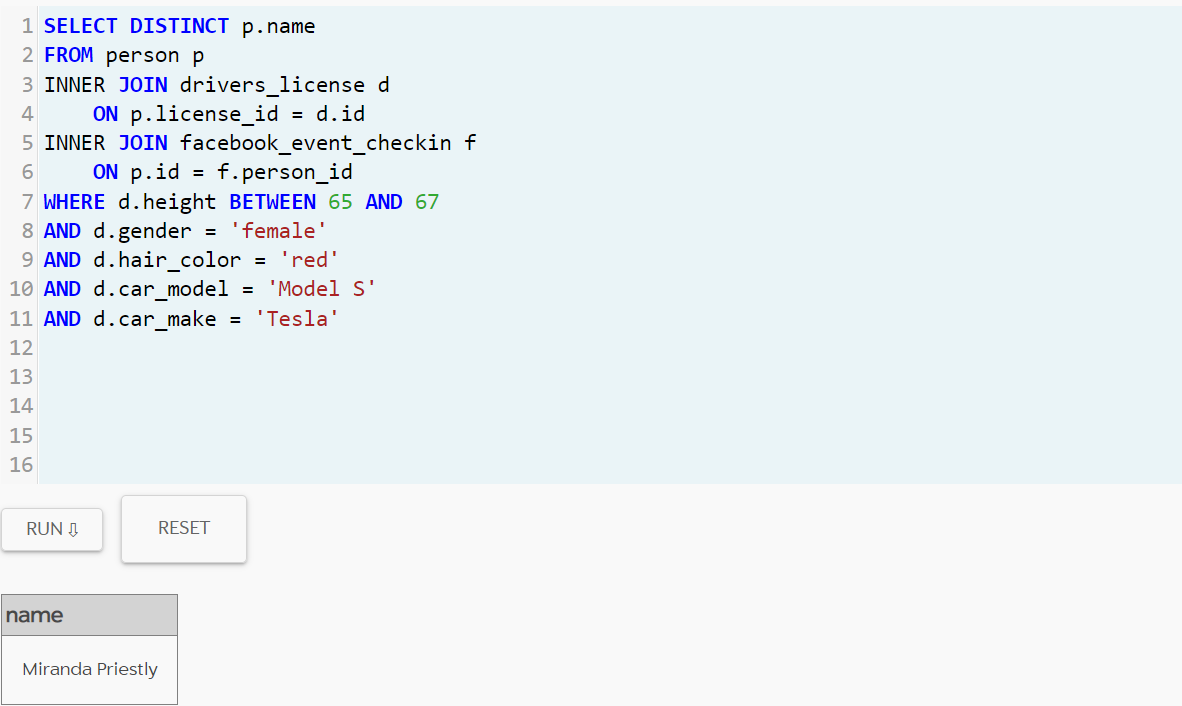 1 SELECT DISTINCT p.name
2 FROM person p
3 INNER JOIN drivers_license d
4     ON p.license_id = d.id
5 INNER JOIN facebook_event_checkin f
6     ON p.id = f.person_id
7 WHERE d.height BETWEEN 65 AND 67
8 AND d.gender = 'female'
9 AND d.hair_color = 'red'
10 AND d.car_model = 'Model S'
11 AND d.car_make = 'Tesla'
12
13
14
15
16
RUN ⇩ RESET
name
Miranda Priestly